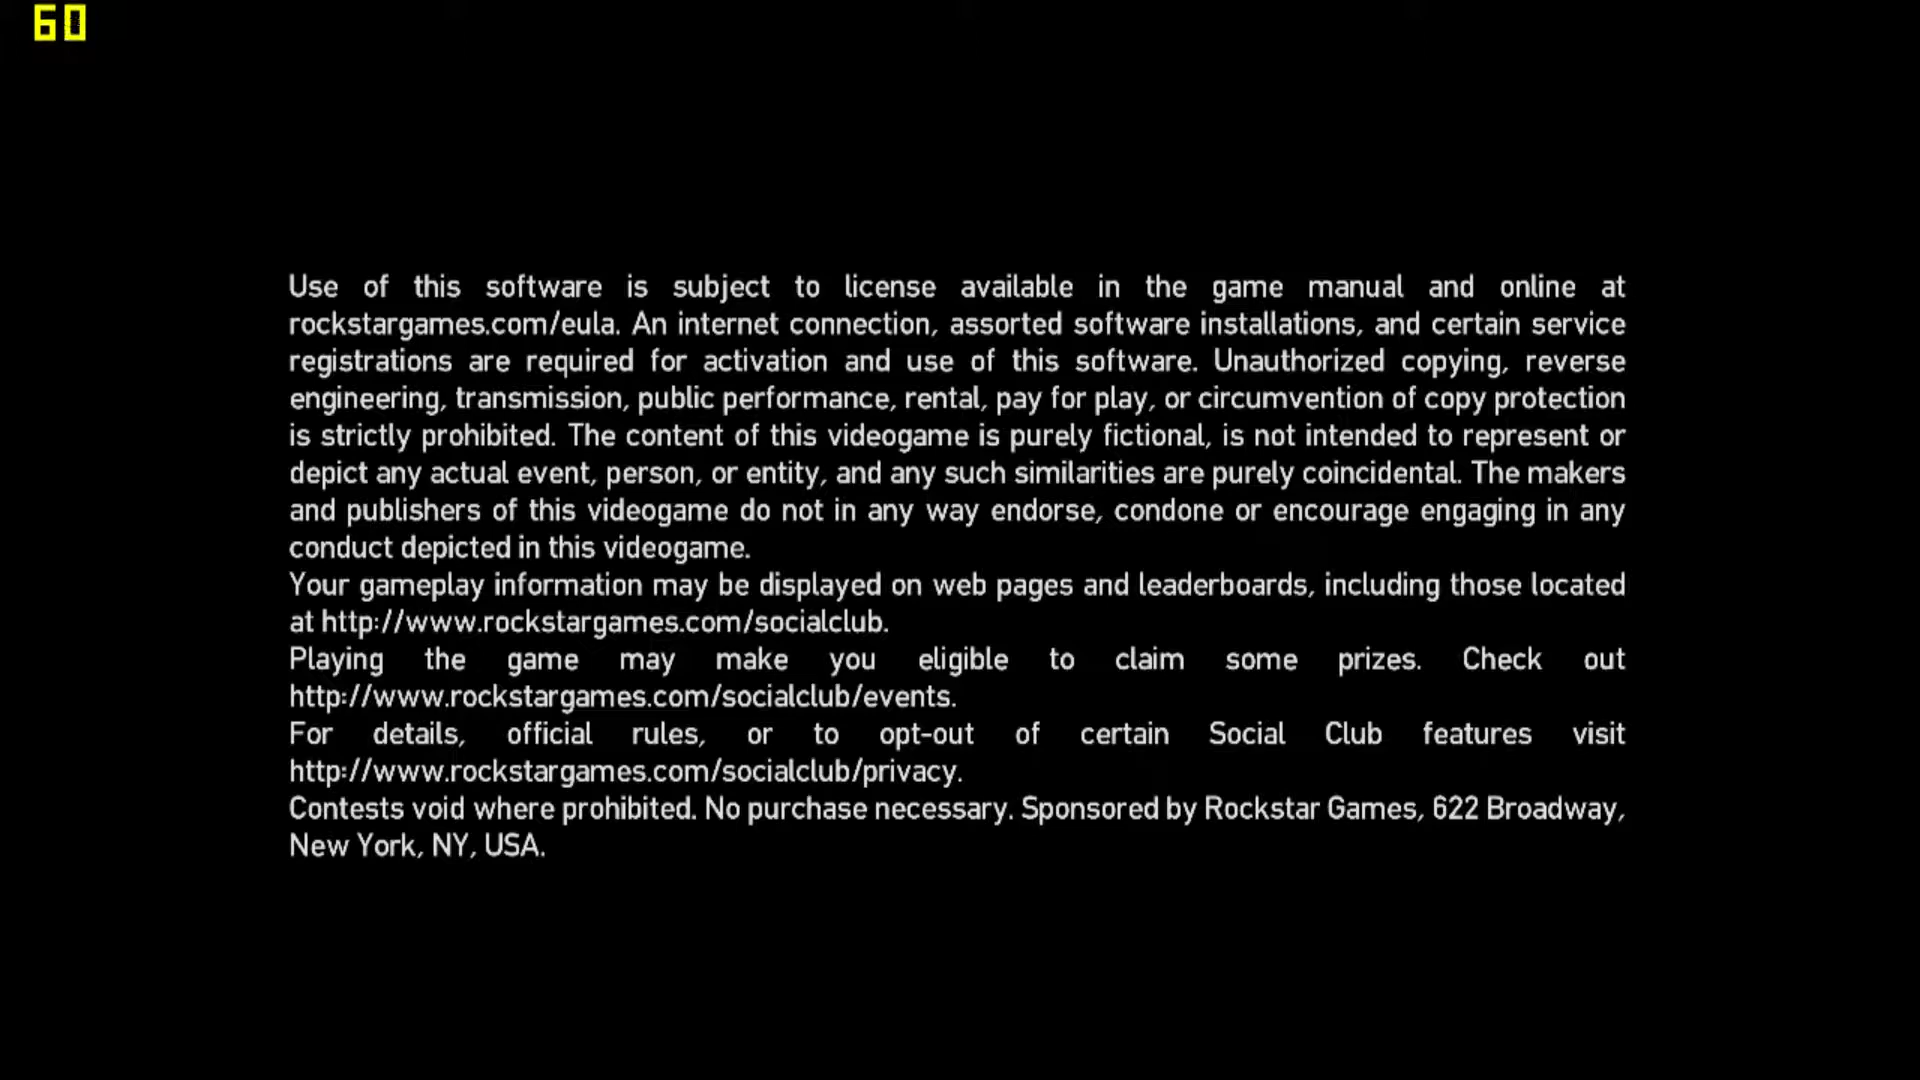 60
Use of this software is subject to license available in the game manual and online at
rockstargames.com/eula. An internet connection, assorted software installations, and certain service
registrations are required for activation and use of this software. Unauthorized copying, reverse
engineering, transmission, public performance, rental, pay for play, or circumvention of copy protection
is strictly prohibited. The content of this videogame is purely fictional, is not intended to represent or
depict any actual event, person, or entity, and any such similarities are purely coincidental. The makers
and publishers of this videogame do not in any way endorse, condone or encourage engaging in any
conduct depicted in this videogame.
Your gameplay information may be displayed on web pages and leaderboards, including those located
at http://www.rockstargames.com/socialclub.
Playing the game may make you eligible to claim some prizes. Check out
http://www.rockstargames.com/socialclub/events.
For details, official rules, or to opt-out of certain Social Club features visit
http://www.rockstargames.com/socialclub/privacy.
Contests void where prohibited. No purchase necessary. Sponsored by Rockstar Games, 622 Broadway,
New York, NY, USA.